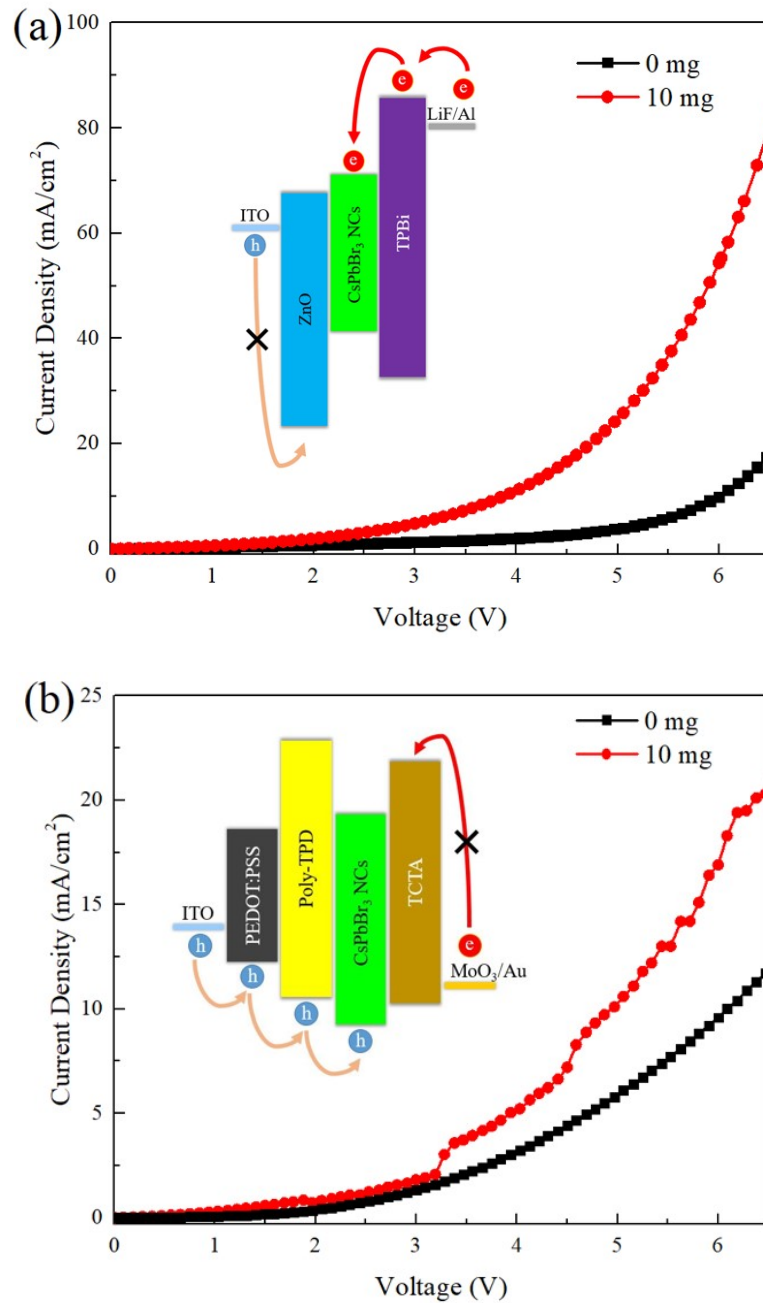 (a)
100
80
60
40
20
0
Current Density (mA/cm²)
0 mg
10 mg
e
e
e
LiF/Al
ITO
h
ZnO
CsPbBr₃ NCs
TPBi
0 1 2 3 4 5 6
Voltage (V)
(b)
25
20
15
10
5
0
Current Density (mA/cm²)
0 mg
10 mg
ITO
h
PEDOT:PSS
h
Poly-TPD
h
CsPbBr₃ NCs
h
TCTA
e
MoO₃/Au
0 1 2 3 4 5 6
Voltage (V)